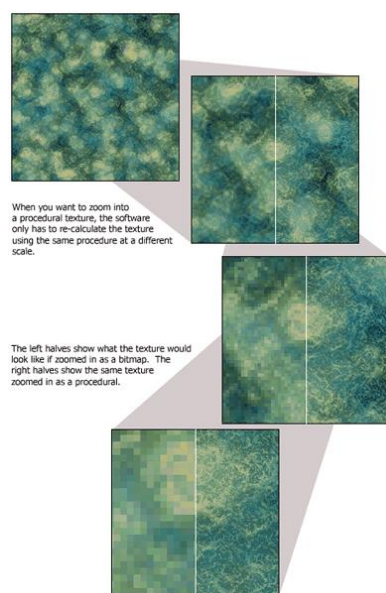 When you want to zoom into
a procedural texture, the software
only has to re-calculate the texture
using the same procedure at a different
scale.
The left halves show what the texture would
look like if zoomed in as a bitmap. The
right halves show the same texture
zoomed in as a procedural.